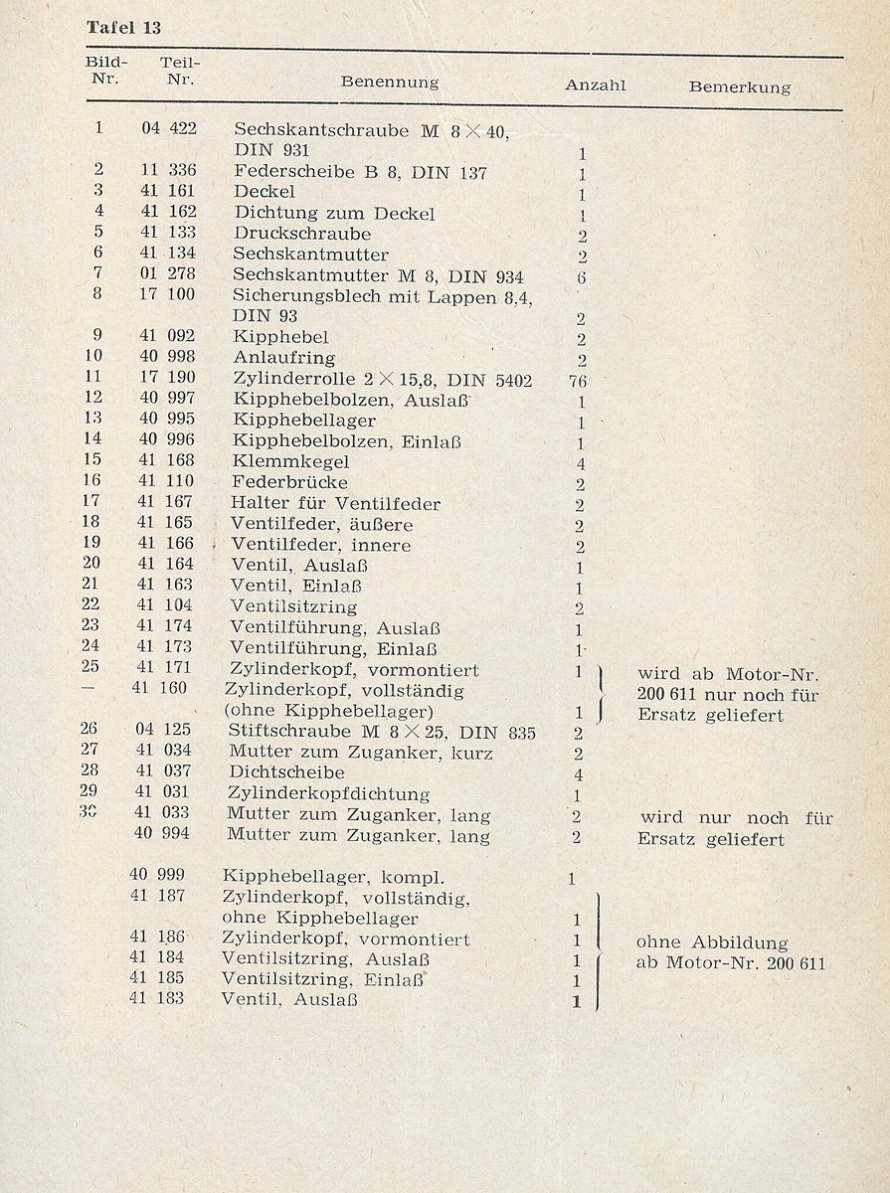 Tafel 13
Bild-Nr. Teil-Nr. Benennung Anzahl Bemerkung
1 04 422 Sechskantschraube M 8 × 40,
DIN 931 1
2 11 336 Federscheibe B 8, DIN 137 1
3 41 161 Deckel 1
4 41 162 Dichtung zum Deckel 1
5 41 133 Druckschraube 2
6 41 134 Sechskantmutter 2
7 01 278 Sechskantmutter M 8, DIN 934 6
8 17 100 Sicherungsblech mit Lappen 8,4,
DIN 93 2
9 41 092 Kipphebel 2
10 40 998 Anlaufring 2
11 17 190 Zylinderrolle 2 × 15,8, DIN 5402 76
12 40 997 Kipphebelbolzen, Auslaß 1
13 40 995 Kipphebellager 1
14 40 996 Kipphebelbolzen, Einlaß 1
15 41 168 Klemmkegel 4
16 41 110 Federbrücke 2
17 41 167 Halter für Ventilfeder 2
18 41 165 Ventilfeder, äußere 2
19 41 166 Ventilfeder, innere 2
20 41 164 Ventil, Auslaß 1
21 41 163 Ventil, Einlaß 1
22 41 104 Ventilsitzring 2
23 41 174 Ventilführung, Auslaß 1
24 41 173 Ventilführung, Einlaß 1
25 41 171 Zylinderkopf, vormontiert 1 wird ab Motor-Nr.
— 41 160 Zylinderkopf, vollständig 200 611 nur noch für
(ohne Kipphebellager) 1 Ersatz geliefert
26 04 125 Stiftschraube M 8 × 25, DIN 835 2
27 41 034 Mutter zum Zuganker, kurz 2
28 41 037 Dichtscheibe 4
29 41 031 Zylinderkopfdichtung 1
30 41 033 Mutter zum Zuganker, lang 2 wird nur noch für
40 994 Mutter zum Zuganker, lang 2 Ersatz geliefert
40 999 Kipphebellager, kompl. 1
41 187 Zylinderkopf, vollständig,
ohne Kipphebellager 1
41 186 Zylinderkopf, vormontiert 1 ohne Abbildung
41 184 Ventilsitzring, Auslaß 1 ab Motor-Nr. 200 611
41 185 Ventilsitzring, Einlaß 1
41 183 Ventil, Auslaß 1